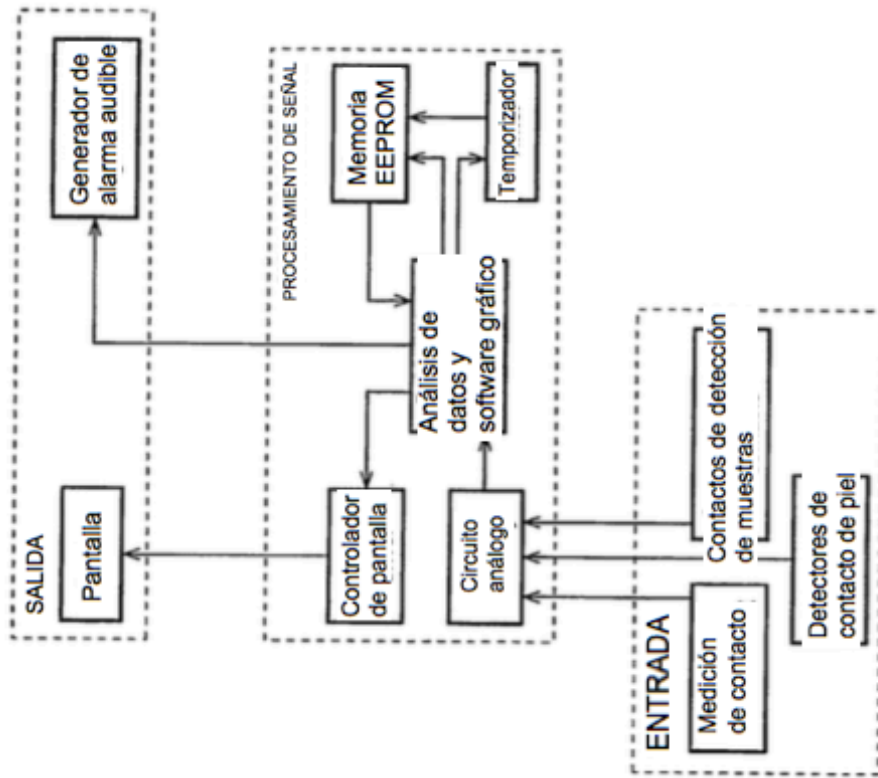 SALIDA
Pantalla
Generador de
alarma audible
PROCESAMIENTO DE SEÑAL
Controlador
de pantalla
Memoria
EEPROM
Análisis de
datos y
software gráfico
Circuito
análogo
Temporizador
ENTRADA
Medición
de contacto
Contactos de detección
de muestras
Detectores de
contacto de piel